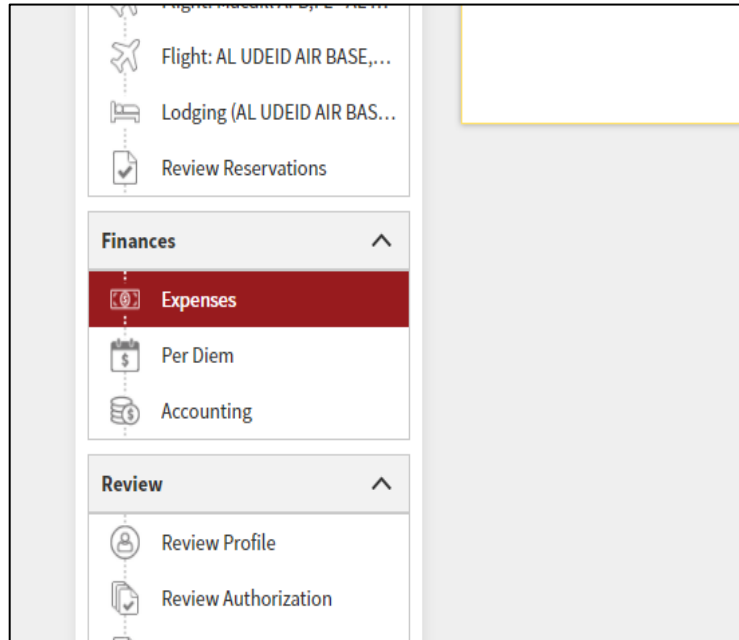 Flight: AL UDEID AIR BASE,...
Lodging (AL UDEID AIR BAS...
Review Reservations
Finances
Expenses
Per Diem
Accounting
Review
Review Profile
Review Authorization